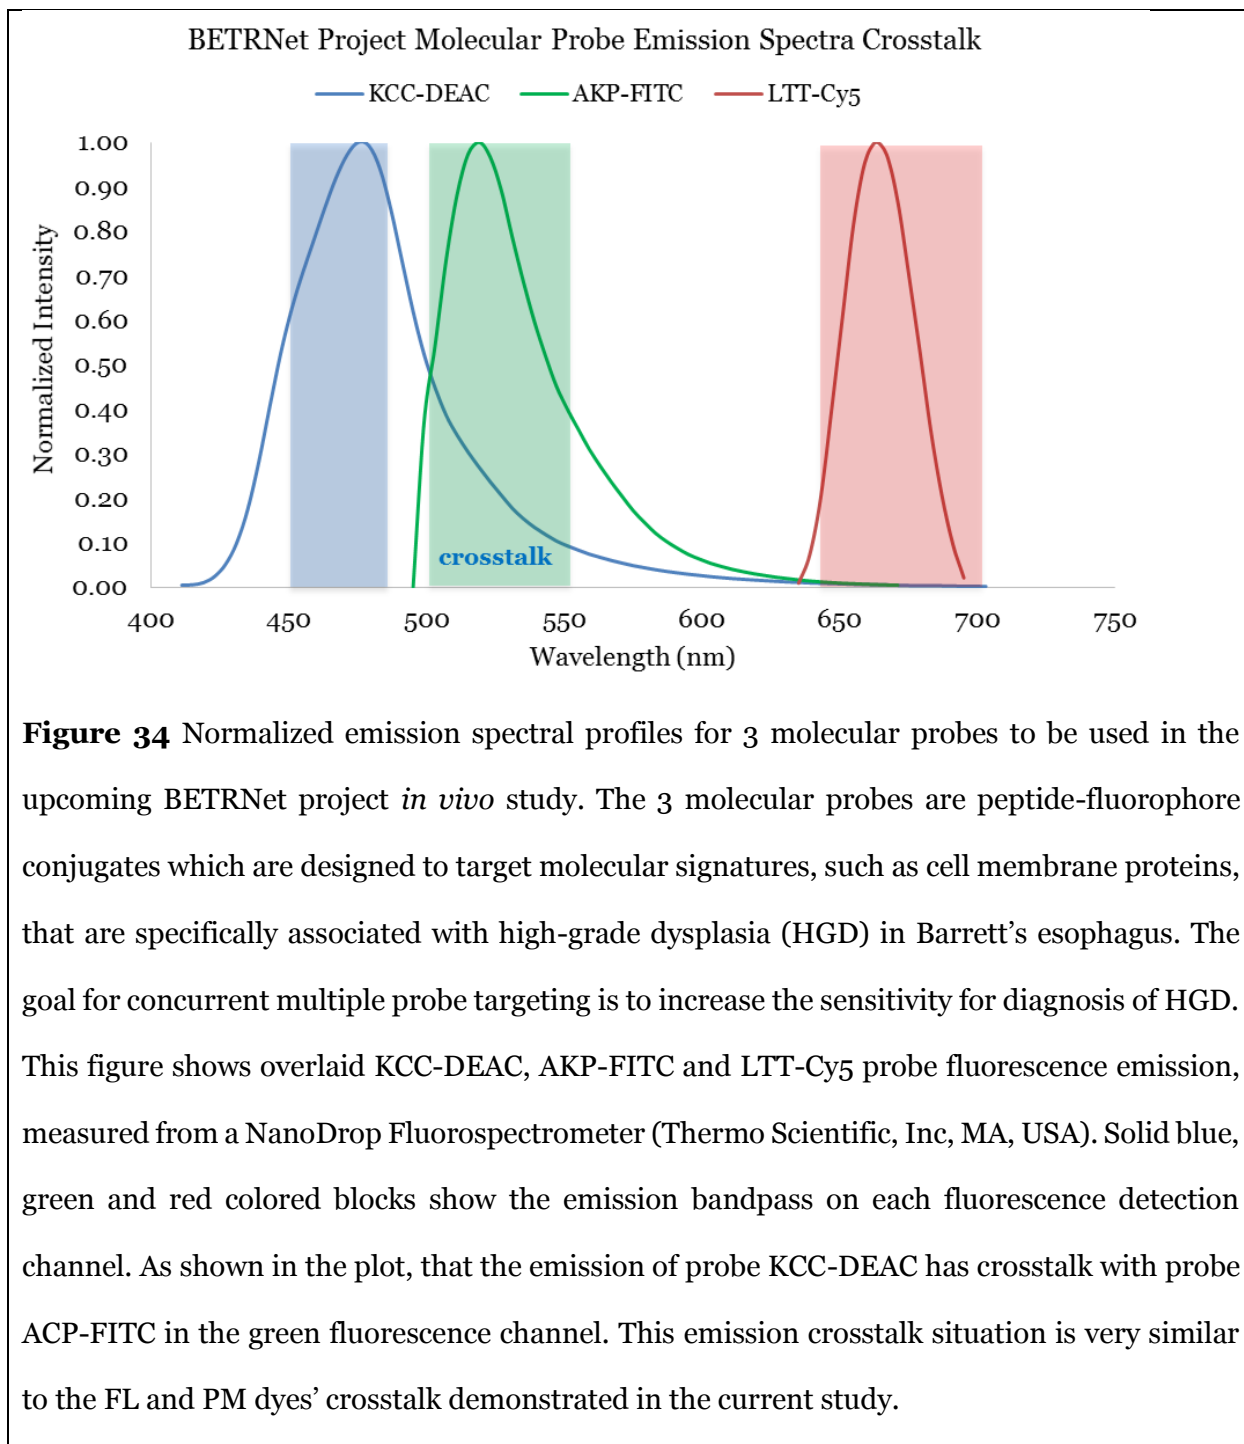 BETRNet Project Molecular Probe Emission Spectra Crosstalk
KCC-DEAC AKP-FITC LTT-Cy5
1.00
0.90
0.80
0.70
0.60
0.50
0.40
0.30
0.20
0.10
0.00
Normalized Intensity
crosstalk
400 450 500 550 600 650 700 750
Wavelength (nm)
Figure 34 Normalized emission spectral profiles for 3 molecular probes to be used in the
upcoming BETRNet project in vivo study. The 3 molecular probes are peptide-fluorophore
conjugates which are designed to target molecular signatures, such as cell membrane proteins,
that are specifically associated with high-grade dysplasia (HGD) in Barrett’s esophagus. The
goal for concurrent multiple probe targeting is to increase the sensitivity for diagnosis of HGD.
This figure shows overlaid KCC-DEAC, AKP-FITC and LTT-Cy5 probe fluorescence emission,
measured from a NanoDrop Fluorospectrometer (Thermo Scientific, Inc, MA, USA). Solid blue,
green and red colored blocks show the emission bandpass on each fluorescence detection
channel. As shown in the plot, that the emission of probe KCC-DEAC has crosstalk with probe
ACP-FITC in the green fluorescence channel. This emission crosstalk situation is very similar
to the FL and PM dyes’ crosstalk demonstrated in the current study.